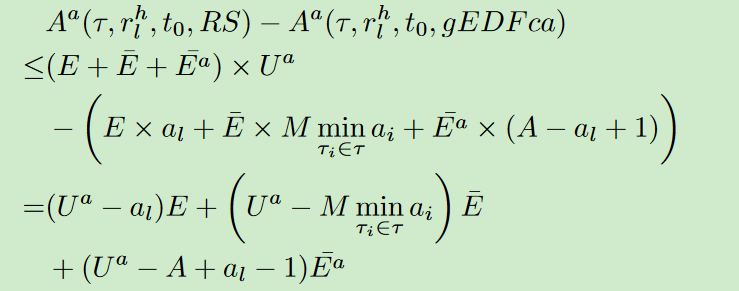 A^a(τ, r_l^h, t_0, RS) − A^a(τ, r_l^h, t_0, gEDFca)
≤(E + Ē + Ē^a) × U^a
− (E × a_l + Ē × M min_{τ_i∈τ} a_i + Ē^a × (A − a_l + 1))
=(U^a − a_l)E + (U^a − M min_{τ_i∈τ} a_i) Ē
+ (U^a − A + a_l − 1)Ē^a